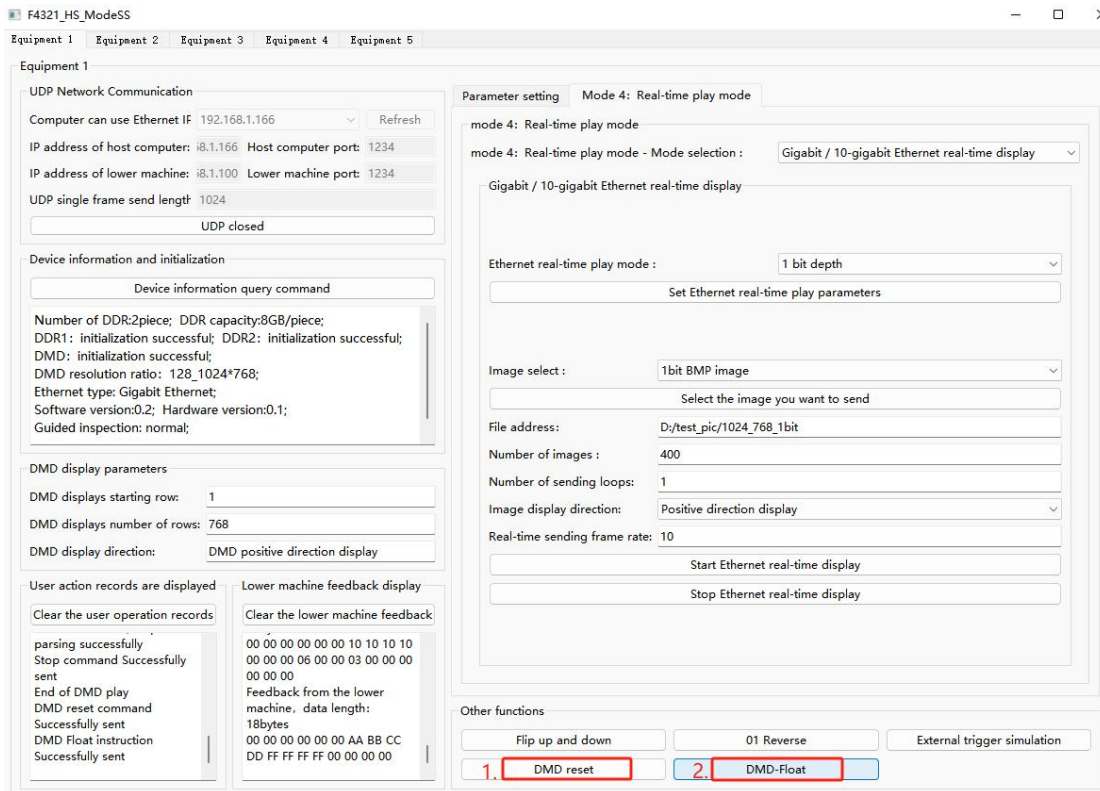 F4321_HS_ModeSS
Equipment 1 Equipment 2 Equipment 3 Equipment 4 Equipment 5
Equipment 1
UDP Network Communication
Computer can use Ethernet IF 192.168.1.166 Refresh
IP address of host computer: 8.1.166 Host computer port: 1234
IP address of lower machine: 8.1.100 Lower machine port: 1234
UDP single frame send length 1024
UDP closed
Device information and initialization
Device information query command
Number of DDR:2piece; DDR capacity:8GB/piece;
DDR1: initialization successful; DDR2: initialization successful;
DMD: initialization successful;
DMD resolution ratio: 128_1024*768;
Ethernet type: Gigabit Ethernet;
Software version:0.2; Hardware version:0.1;
Guided inspection: normal;
DMD display parameters
DMD displays starting row: 1
DMD displays number of rows: 768
DMD display direction: DMD positive direction display
User action records are displayed
Clear the user operation records
parsing successfully
Stop command Successfully
sent
End of DMD play
DMD reset command
Successfully sent
DMD Float instruction
Successfully sent
Lower machine feedback display
Clear the lower machine feedback
00 00 00 00 00 00 10 10 10 10
00 00 00 06 00 00 03 00 00 00
00 00 00
Feedback from the lower
machine, data length:
18bytes
00 00 00 00 00 00 AA BB CC
DD FF FF FF FF 00 00 00 00
Parameter setting Mode 4: Real-time play mode
mode 4: Real-time play mode
mode 4: Real-time play mode - Mode selection : Gigabit / 10-gigabit Ethernet real-time display
Gigabit / 10-gigabit Ethernet real-time display
Ethernet real-time play mode : 1 bit depth
Set Ethernet real-time play parameters
Image select : 1bit BMP image
Select the image you want to send
File address: D:/test_pic/1024_768_1bit
Number of images : 400
Number of sending loops: 1
Image display direction: Positive direction display
Real-time sending frame rate: 10
Start Ethernet real-time display
Stop Ethernet real-time display
Other functions
Flip up and down 01 Reverse External trigger simulation
1. DMD reset 2. DMD-Float